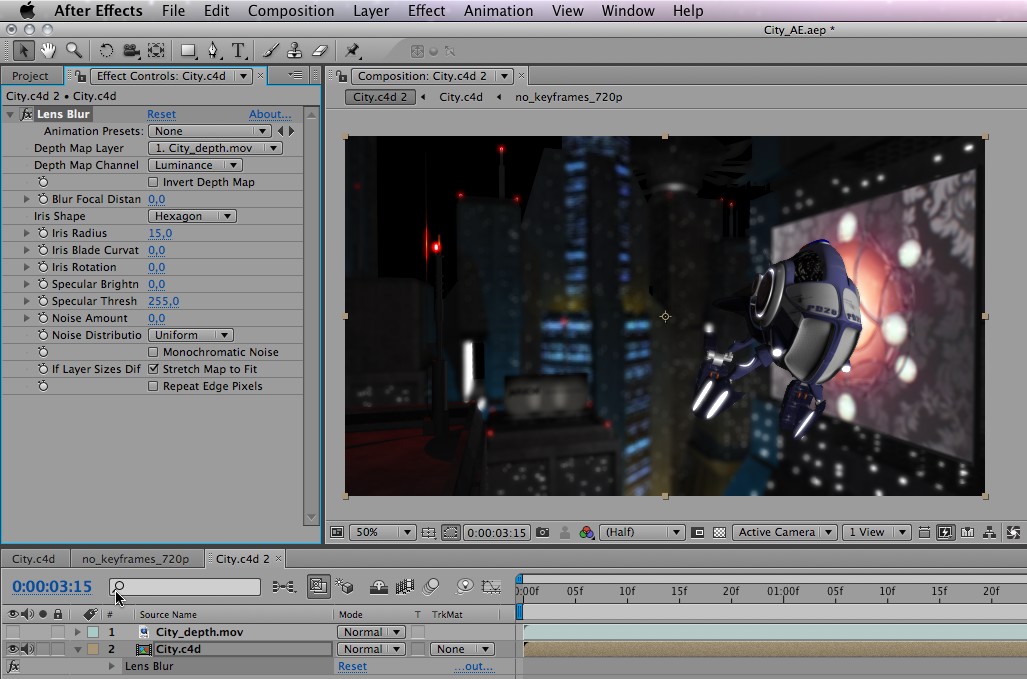 After Effects File Edit Composition Layer Effect Animation View Window Help
City_AE.aep *
Project Effect Controls: City.c4d Composition: City.c4d 2
City.c4d 2 • City.c4d
City.c4d 2 City.c4d no_keyframes_720p
fx Lens Blur Reset About...
Animation Presets: None
Depth Map Layer 1. City_depth.mov
Depth Map Channel Luminance
Invert Depth Map
Blur Focal Distan 0,0
Iris Shape Hexagon
Iris Radius 15,0
Iris Blade Curvat 0,0
Iris Rotation 0,0
Specular Brightn 0,0
Specular Thresh 255,0
Noise Amount 0,0
Noise Distributio Uniform
Monochromatic Noise
If Layer Sizes Dif Stretch Map to Fit
Repeat Edge Pixels
50% 0:00:03:15 (Half) Active Camera 1 View
City.c4d no_keyframes_720p City.c4d 2
0:00:03:15
0:00f 05f 10f 15f 20f 01:00f 05f 10f 15f 20f
# Source Name Mode T TrkMat
1 City_depth.mov Normal
2 City.c4d Normal None
fx Lens Blur Reset ...out...